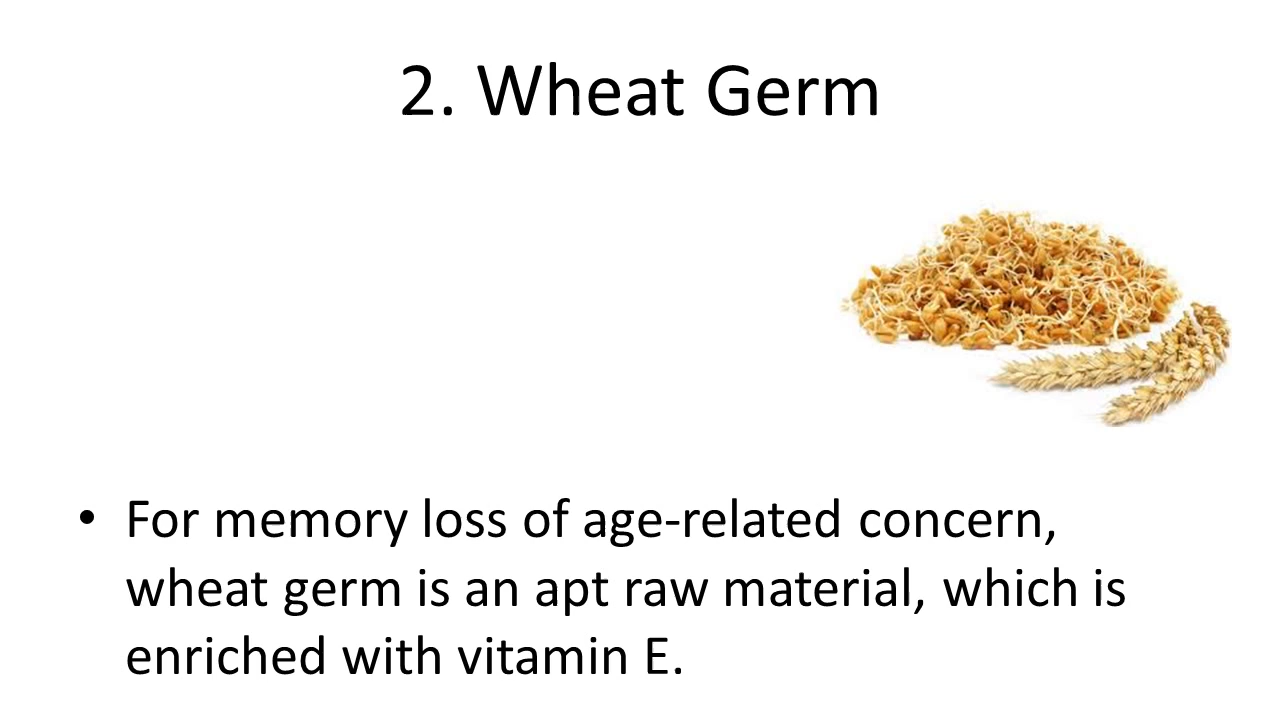 2. Wheat Germ
• For memory loss of age-related concern,
wheat germ is an apt raw material, which is
enriched with vitamin E.